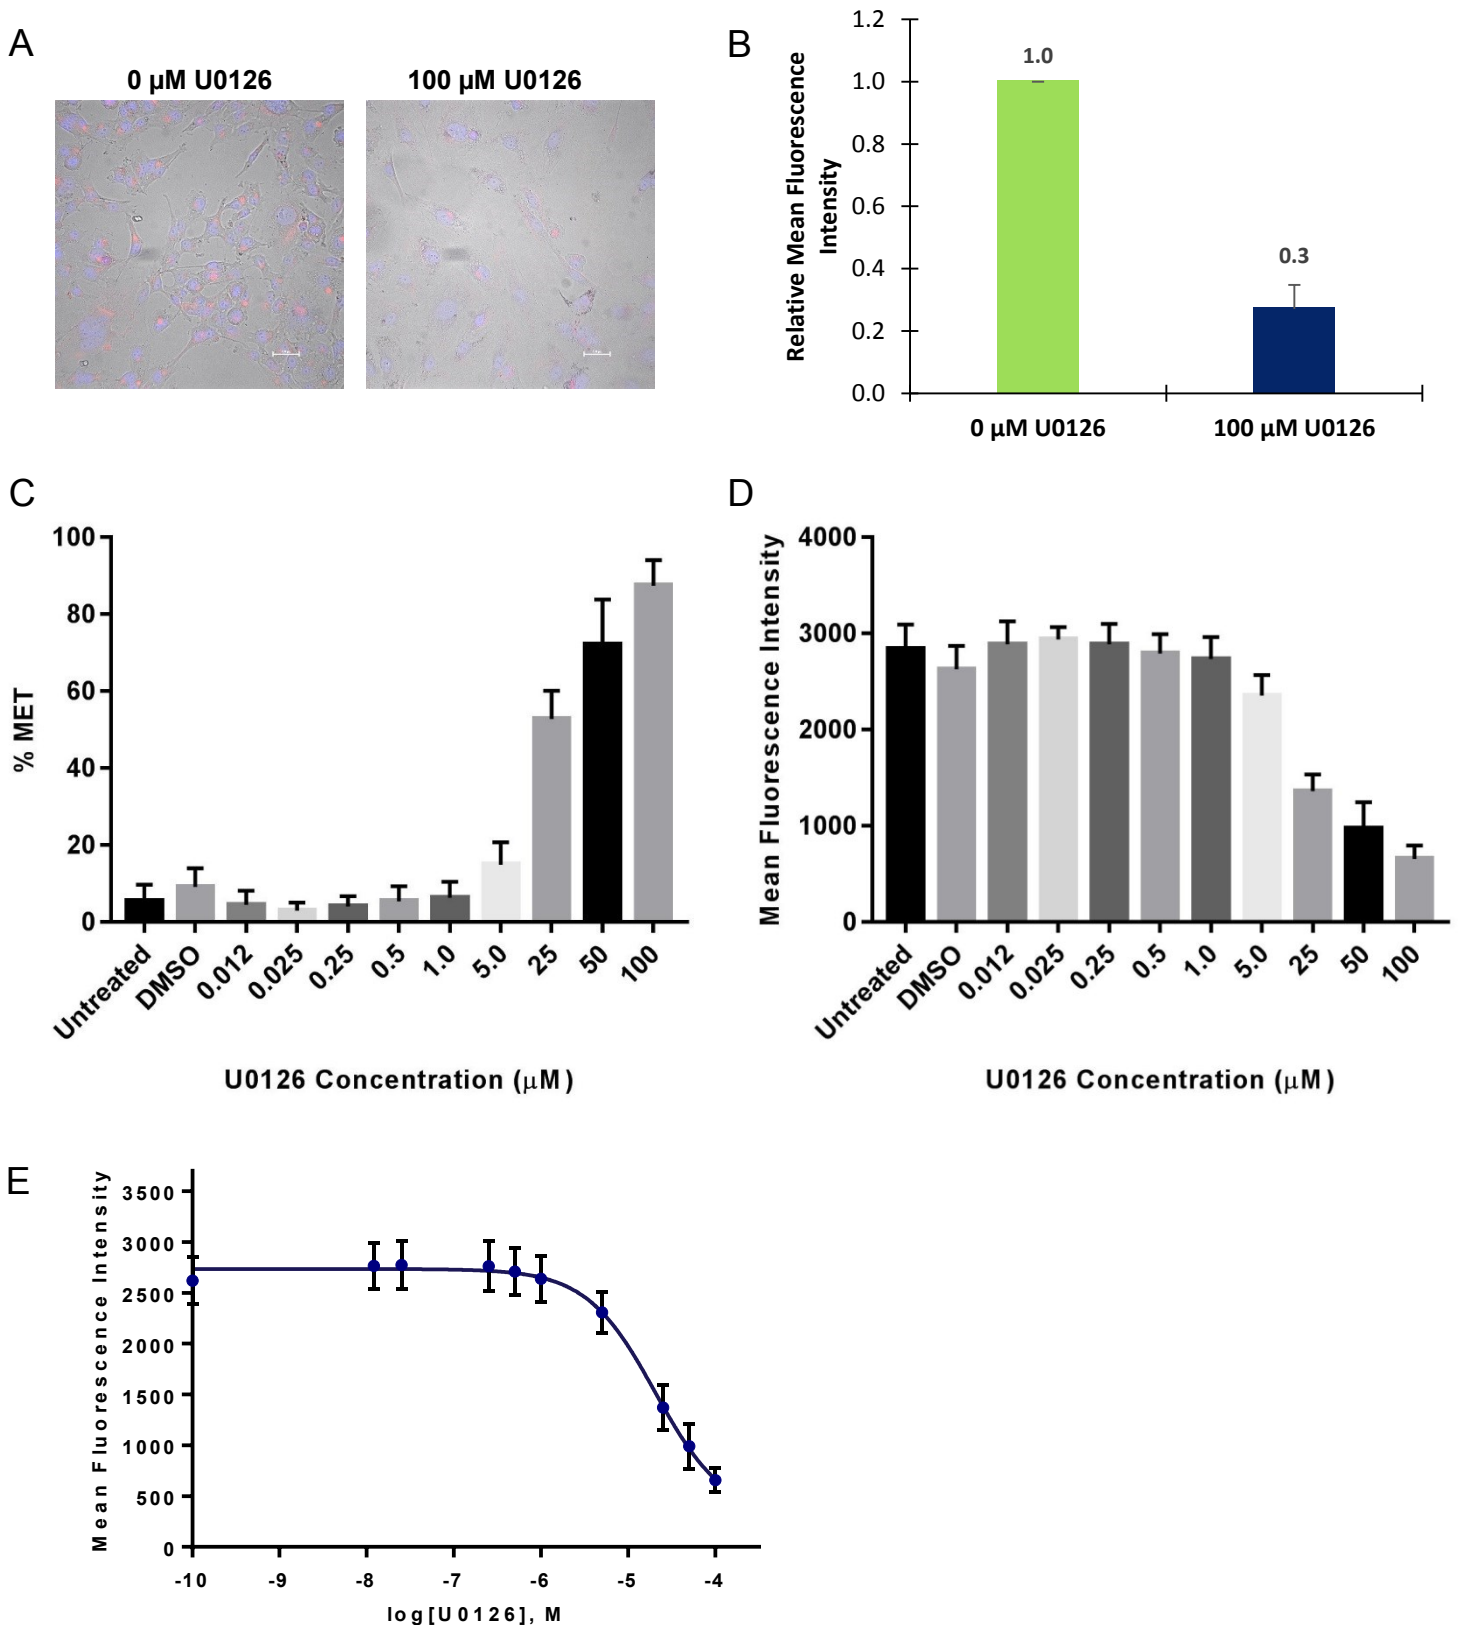 A
0 µM U0126
100 µM U0126
B
Relative Mean Fluorescence
Intensity
1.2
1.0
0.8
0.6
0.4
0.2
0.0
1.0
0.3
0 µM U0126
100 µM U0126
C
% MET
100
80
60
40
20
0
Untreated
DMSO
0.012
0.025
0.25
0.5
1.0
5.0
25
50
100
U0126 Concentration (µM)
D
Mean Fluorescence Intensity
4000
3000
2000
1000
0
Untreated
DMSO
0.012
0.025
0.25
0.5
1.0
5.0
25
50
100
U0126 Concentration (µM)
E
Mean Fluorescence Intensity
3500
3000
2500
2000
1500
1000
500
0
-10
-9
-8
-7
-6
-5
-4
log[U0126], M